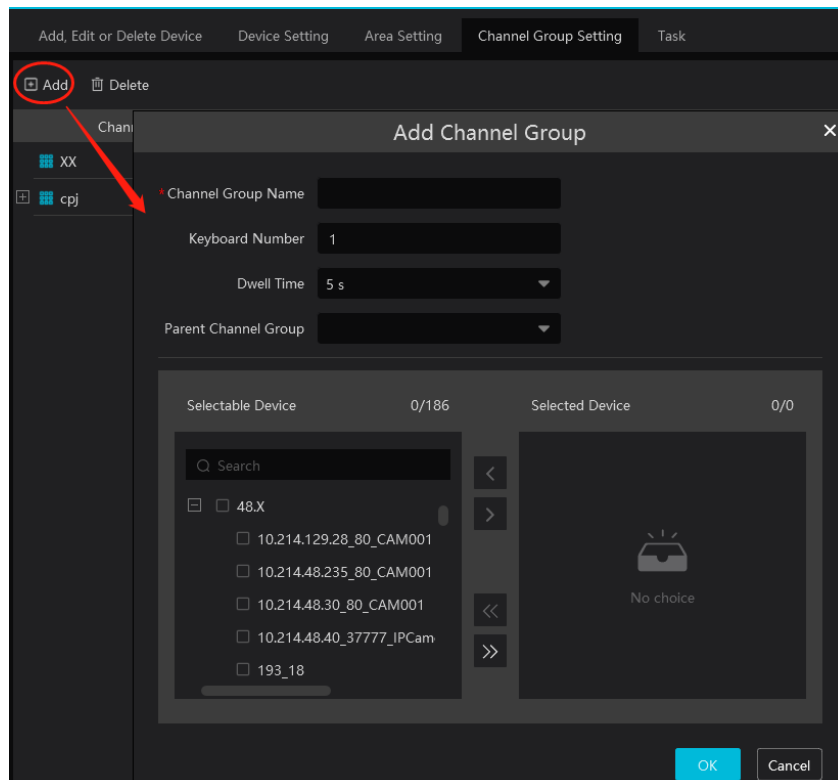 Add, Edit or Delete Device Device Setting Area Setting Channel Group Setting Task
Add Delete
Add Channel Group
XX
cpj
* Channel Group Name
Keyboard Number 1
Dwell Time 5 s
Parent Channel Group
Selectable Device 0/186 Selected Device 0/0
Search
48.X
10.214.129.28_80_CAM001
10.214.48.235_80_CAM001
10.214.48.30_80_CAM001
No choice
10.214.48.40_37777_IPCam
193_18
OK Cancel